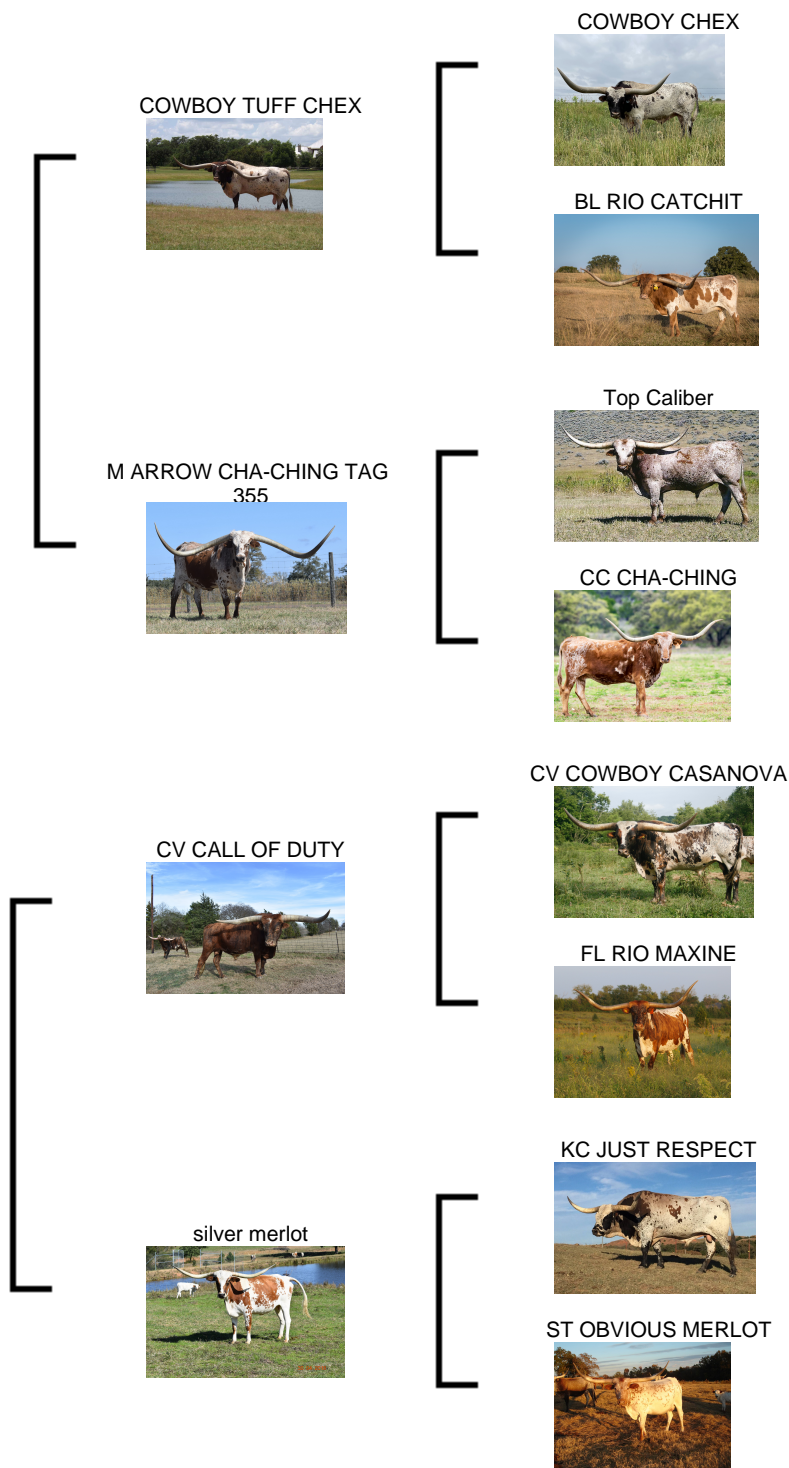 COWBOY CHEX
COWBOY TUFF CHEX
BL RIO CATCHIT
Top Caliber
M ARROW CHA-CHING TAG
355
CC CHA-CHING
CV COWBOY CASANOVA
CV CALL OF DUTY
FL RIO MAXINE
KC JUST RESPECT
silver merlot
ST OBVIOUS MERLOT